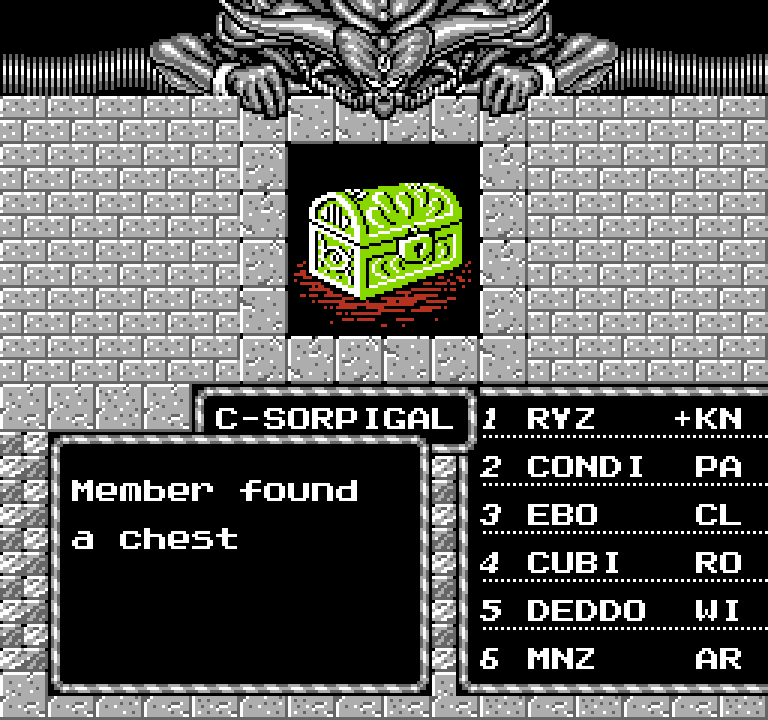 C-SORPIGAL
Member found
a chest
1 RYZ +KN
2 CONDI PA
3 EBO CL
4 CUBI RO
5 DEDDO WI
6 MNZ AR